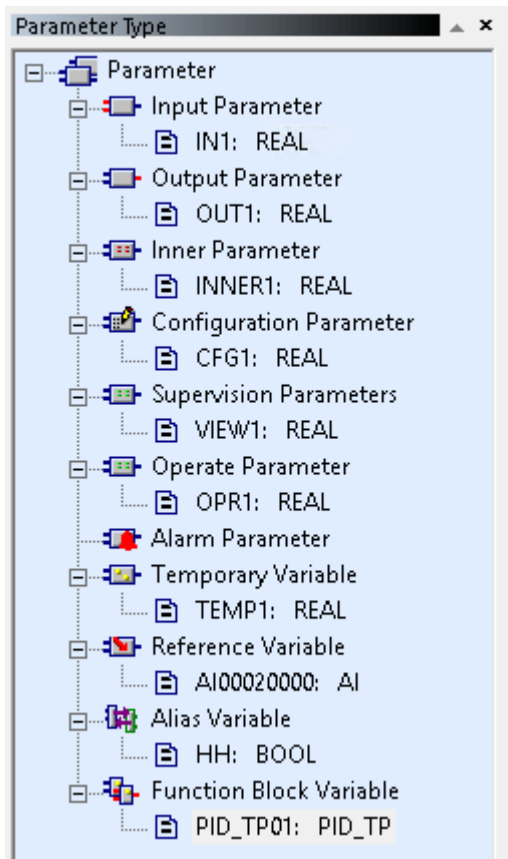 Parameter Type
Parameter
Input Parameter
IN1: REAL
Output Parameter
OUT1: REAL
Inner Parameter
INNER1: REAL
Configuration Parameter
CFG1: REAL
Supervision Parameters
VIEW1: REAL
Operate Parameter
OPR1: REAL
Alarm Parameter
Temporary Variable
TEMP1: REAL
Reference Variable
AI00020000: AI
Alias Variable
HH: BOOL
Function Block Variable
PID_TP01: PID_TP